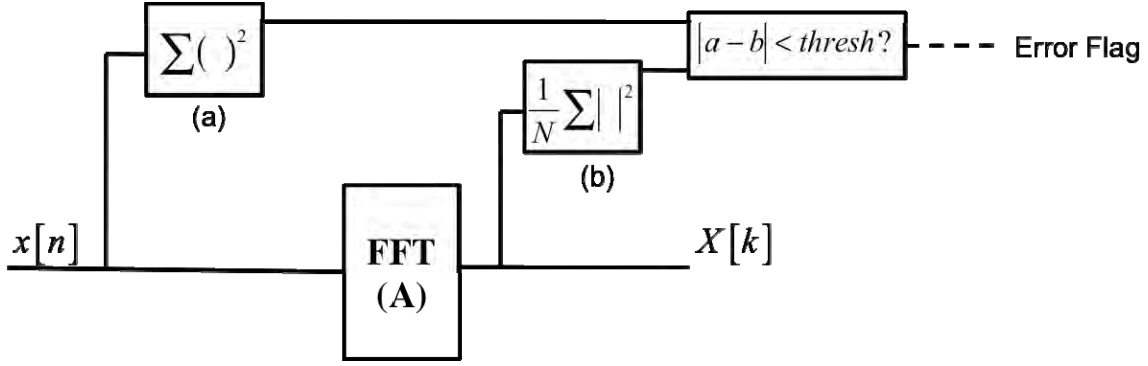 ∑( )²
(a)
|a − b| < thresh?
Error Flag
1/N ∑| |²
(b)
x[n]
FFT
(A)
X[k]